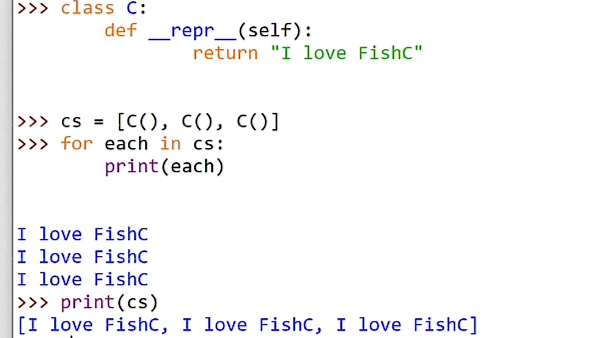 >>> class C:
        def __repr__(self):
                return "I love FishC"
>>> cs = [C(), C(), C()]
>>> for each in cs:
        print(each)
I love FishC
I love FishC
I love FishC
>>> print(cs)
[I love FishC, I love FishC, I love FishC]